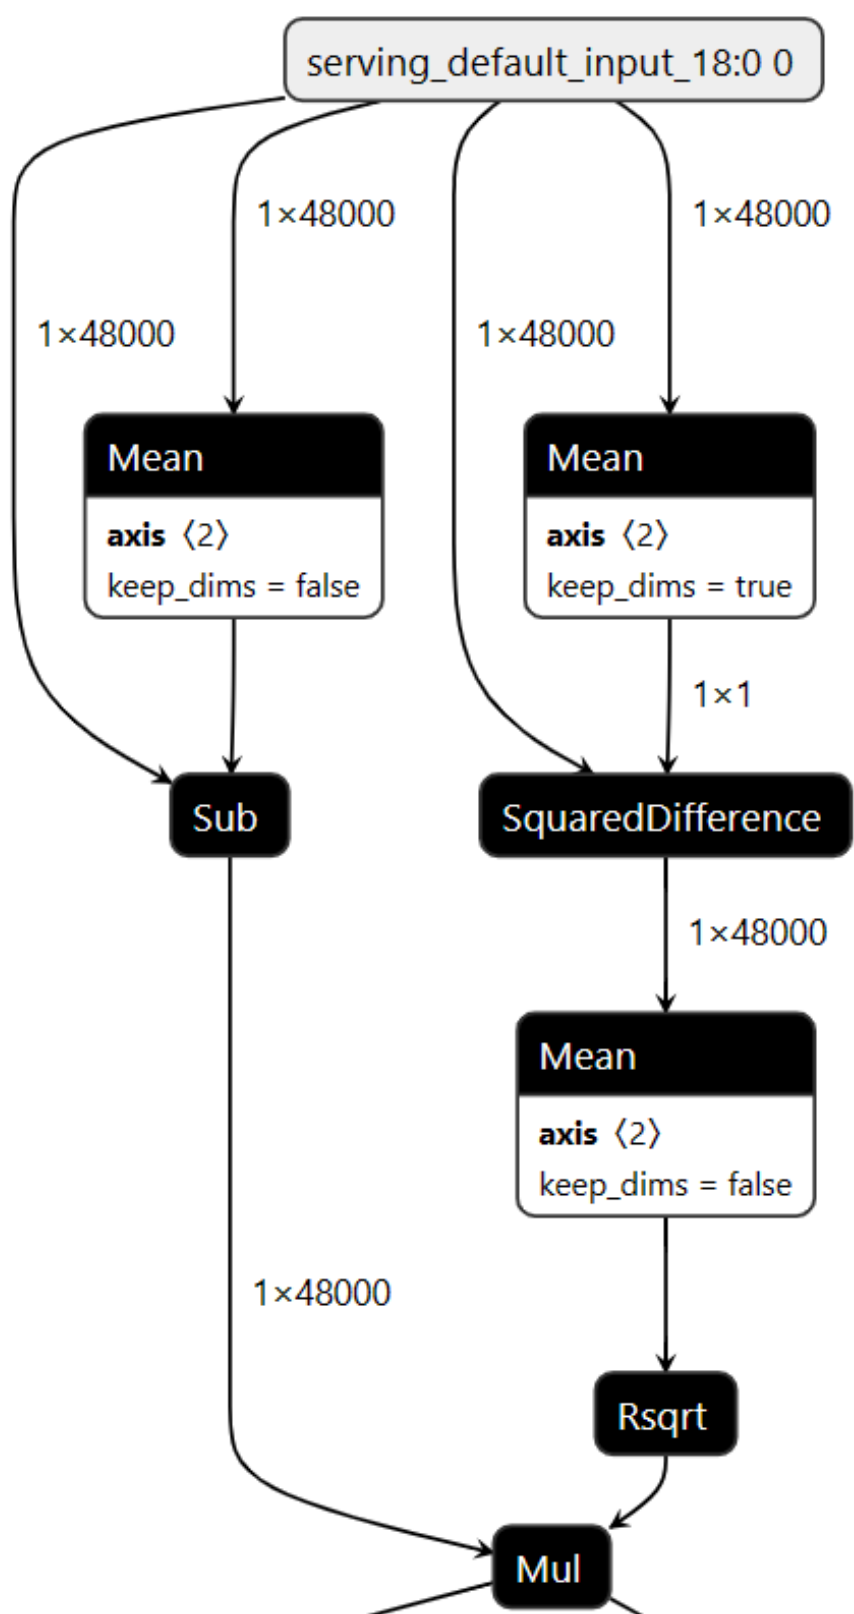 serving_default_input_18:0 0
1×48000
1×48000
1×48000
1×48000
Mean
axis 〈2〉
keep_dims = false
Mean
axis 〈2〉
keep_dims = true
1×1
Sub
SquaredDifference
1×48000
Mean
axis 〈2〉
keep_dims = false
1×48000
Rsqrt
Mul